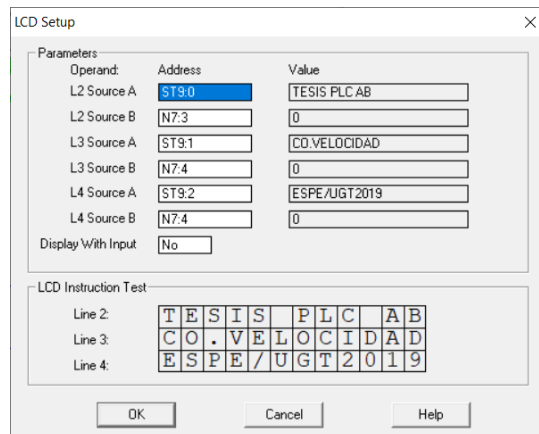 LCD Setup
Parameters
Operand: Address Value
L2 Source A ST9:0 TESIS PLC AB
L2 Source B N7:3 0
L3 Source A ST9:1 CO.VELOCIDAD
L3 Source B N7:4 0
L4 Source A ST9:2 ESPE/UGT2019
L4 Source B N7:4 0
Display With Input No
LCD Instruction Test
Line 2: TESIS PLC AB
Line 3: CO.VELOCIDAD
Line 4: ESPE/UGT2019
OK Cancel Help